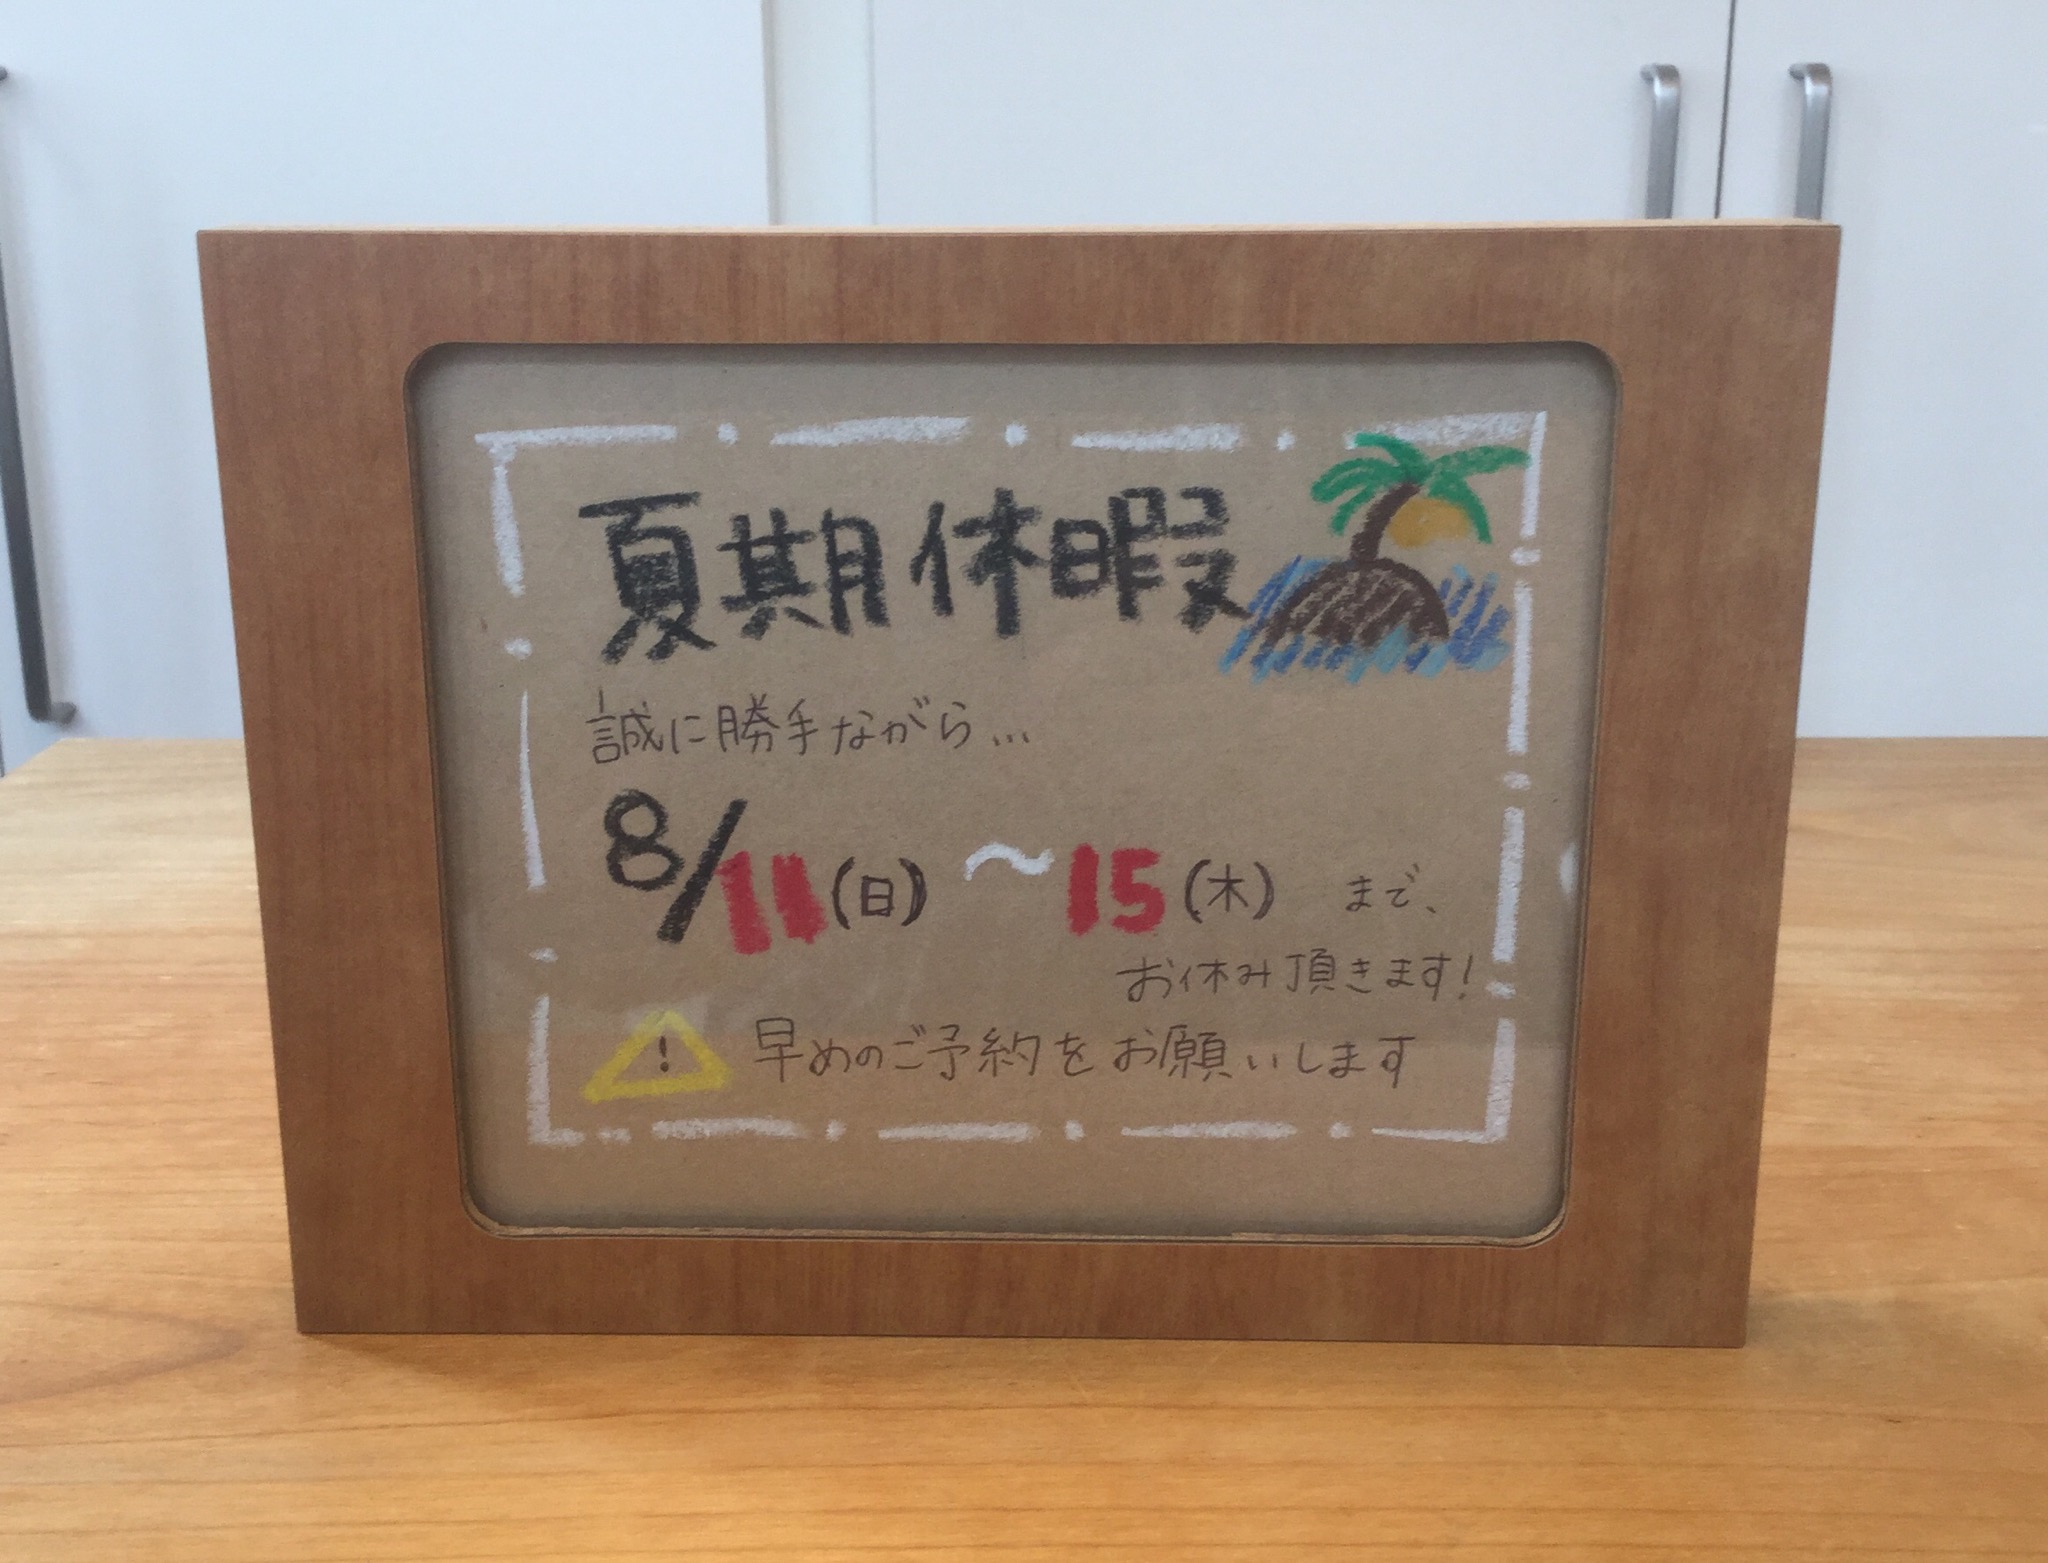 夏期休暇
誠に勝手ながら...
8/11(日)～15(木)まで、
お休み頂きます!
! 早めのご予約をお願いします